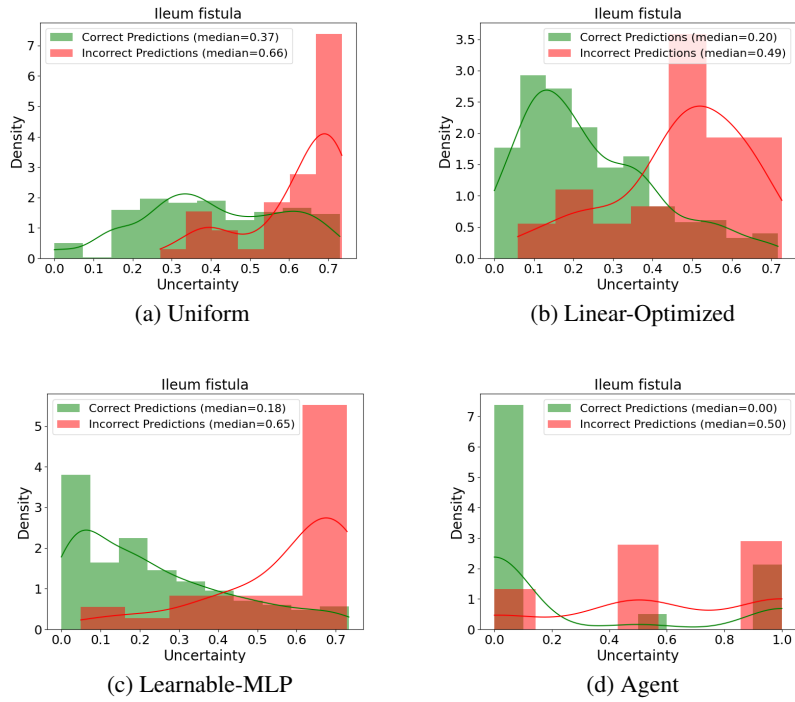 Ileum fistula
Correct Predictions (median=0.37)
Incorrect Predictions (median=0.66)
7
6
5
4
3
2
1
0
Density
0.0 0.1 0.2 0.3 0.4 0.5 0.6 0.7
Uncertainty
(a) Uniform
Ileum fistula
Correct Predictions (median=0.20)
Incorrect Predictions (median=0.49)
3.5
3.0
2.5
2.0
1.5
1.0
0.5
0.0
Density
0.0 0.1 0.2 0.3 0.4 0.5 0.6 0.7
Uncertainty
(b) Linear-Optimized
Ileum fistula
Correct Predictions (median=0.18)
Incorrect Predictions (median=0.65)
5
4
3
2
1
0
Density
0.0 0.1 0.2 0.3 0.4 0.5 0.6 0.7
Uncertainty
(c) Learnable-MLP
Ileum fistula
Correct Predictions (median=0.00)
Incorrect Predictions (median=0.50)
7
6
5
4
3
2
1
0
Density
0.0 0.2 0.4 0.6 0.8 1.0
Uncertainty
(d) Agent